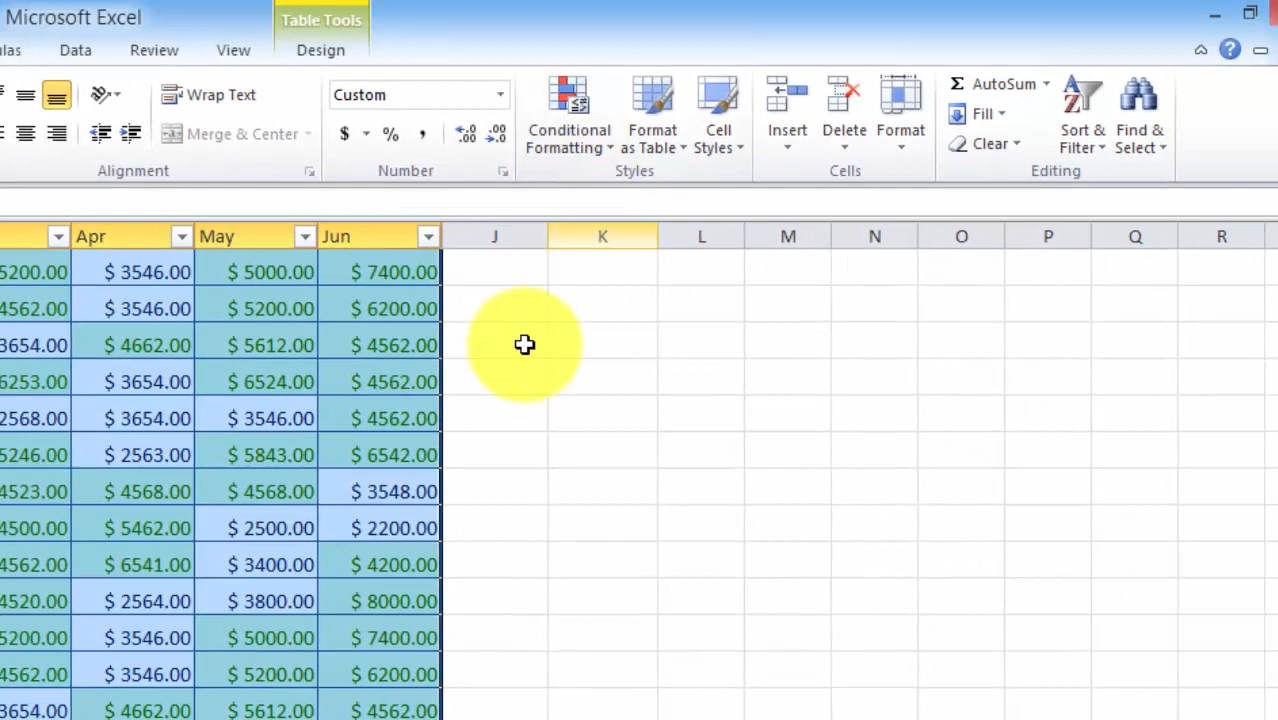 Microsoft Excel
Table Tools
ulas Data Review View Design
Wrap Text
Merge & Center
Alignment
Custom
$ % ,
.00
.00
Number
Conditional Formatting
Format as Table
Cell Styles
Styles
Insert
Delete
Format
Cells
Σ AutoSum
Fill
Clear
Sort & Filter
Find & Select
Editing
Apr May Jun J K L M N O P Q R
5200.00 $ 3546.00 $ 5000.00 $ 7400.00
4562.00 $ 3546.00 $ 5200.00 $ 6200.00
3654.00 $ 4662.00 $ 5612.00 $ 4562.00
6253.00 $ 3654.00 $ 6524.00 $ 4562.00
2568.00 $ 3654.00 $ 3546.00 $ 4562.00
5246.00 $ 2563.00 $ 5843.00 $ 6542.00
4523.00 $ 4568.00 $ 4568.00 $ 3548.00
4500.00 $ 5462.00 $ 2500.00 $ 2200.00
4562.00 $ 6541.00 $ 3400.00 $ 4200.00
4520.00 $ 2564.00 $ 3800.00 $ 8000.00
5200.00 $ 3546.00 $ 5000.00 $ 7400.00
4562.00 $ 3546.00 $ 5200.00 $ 6200.00
3654.00 $ 4662.00 $ 5612.00 $ 4562.00